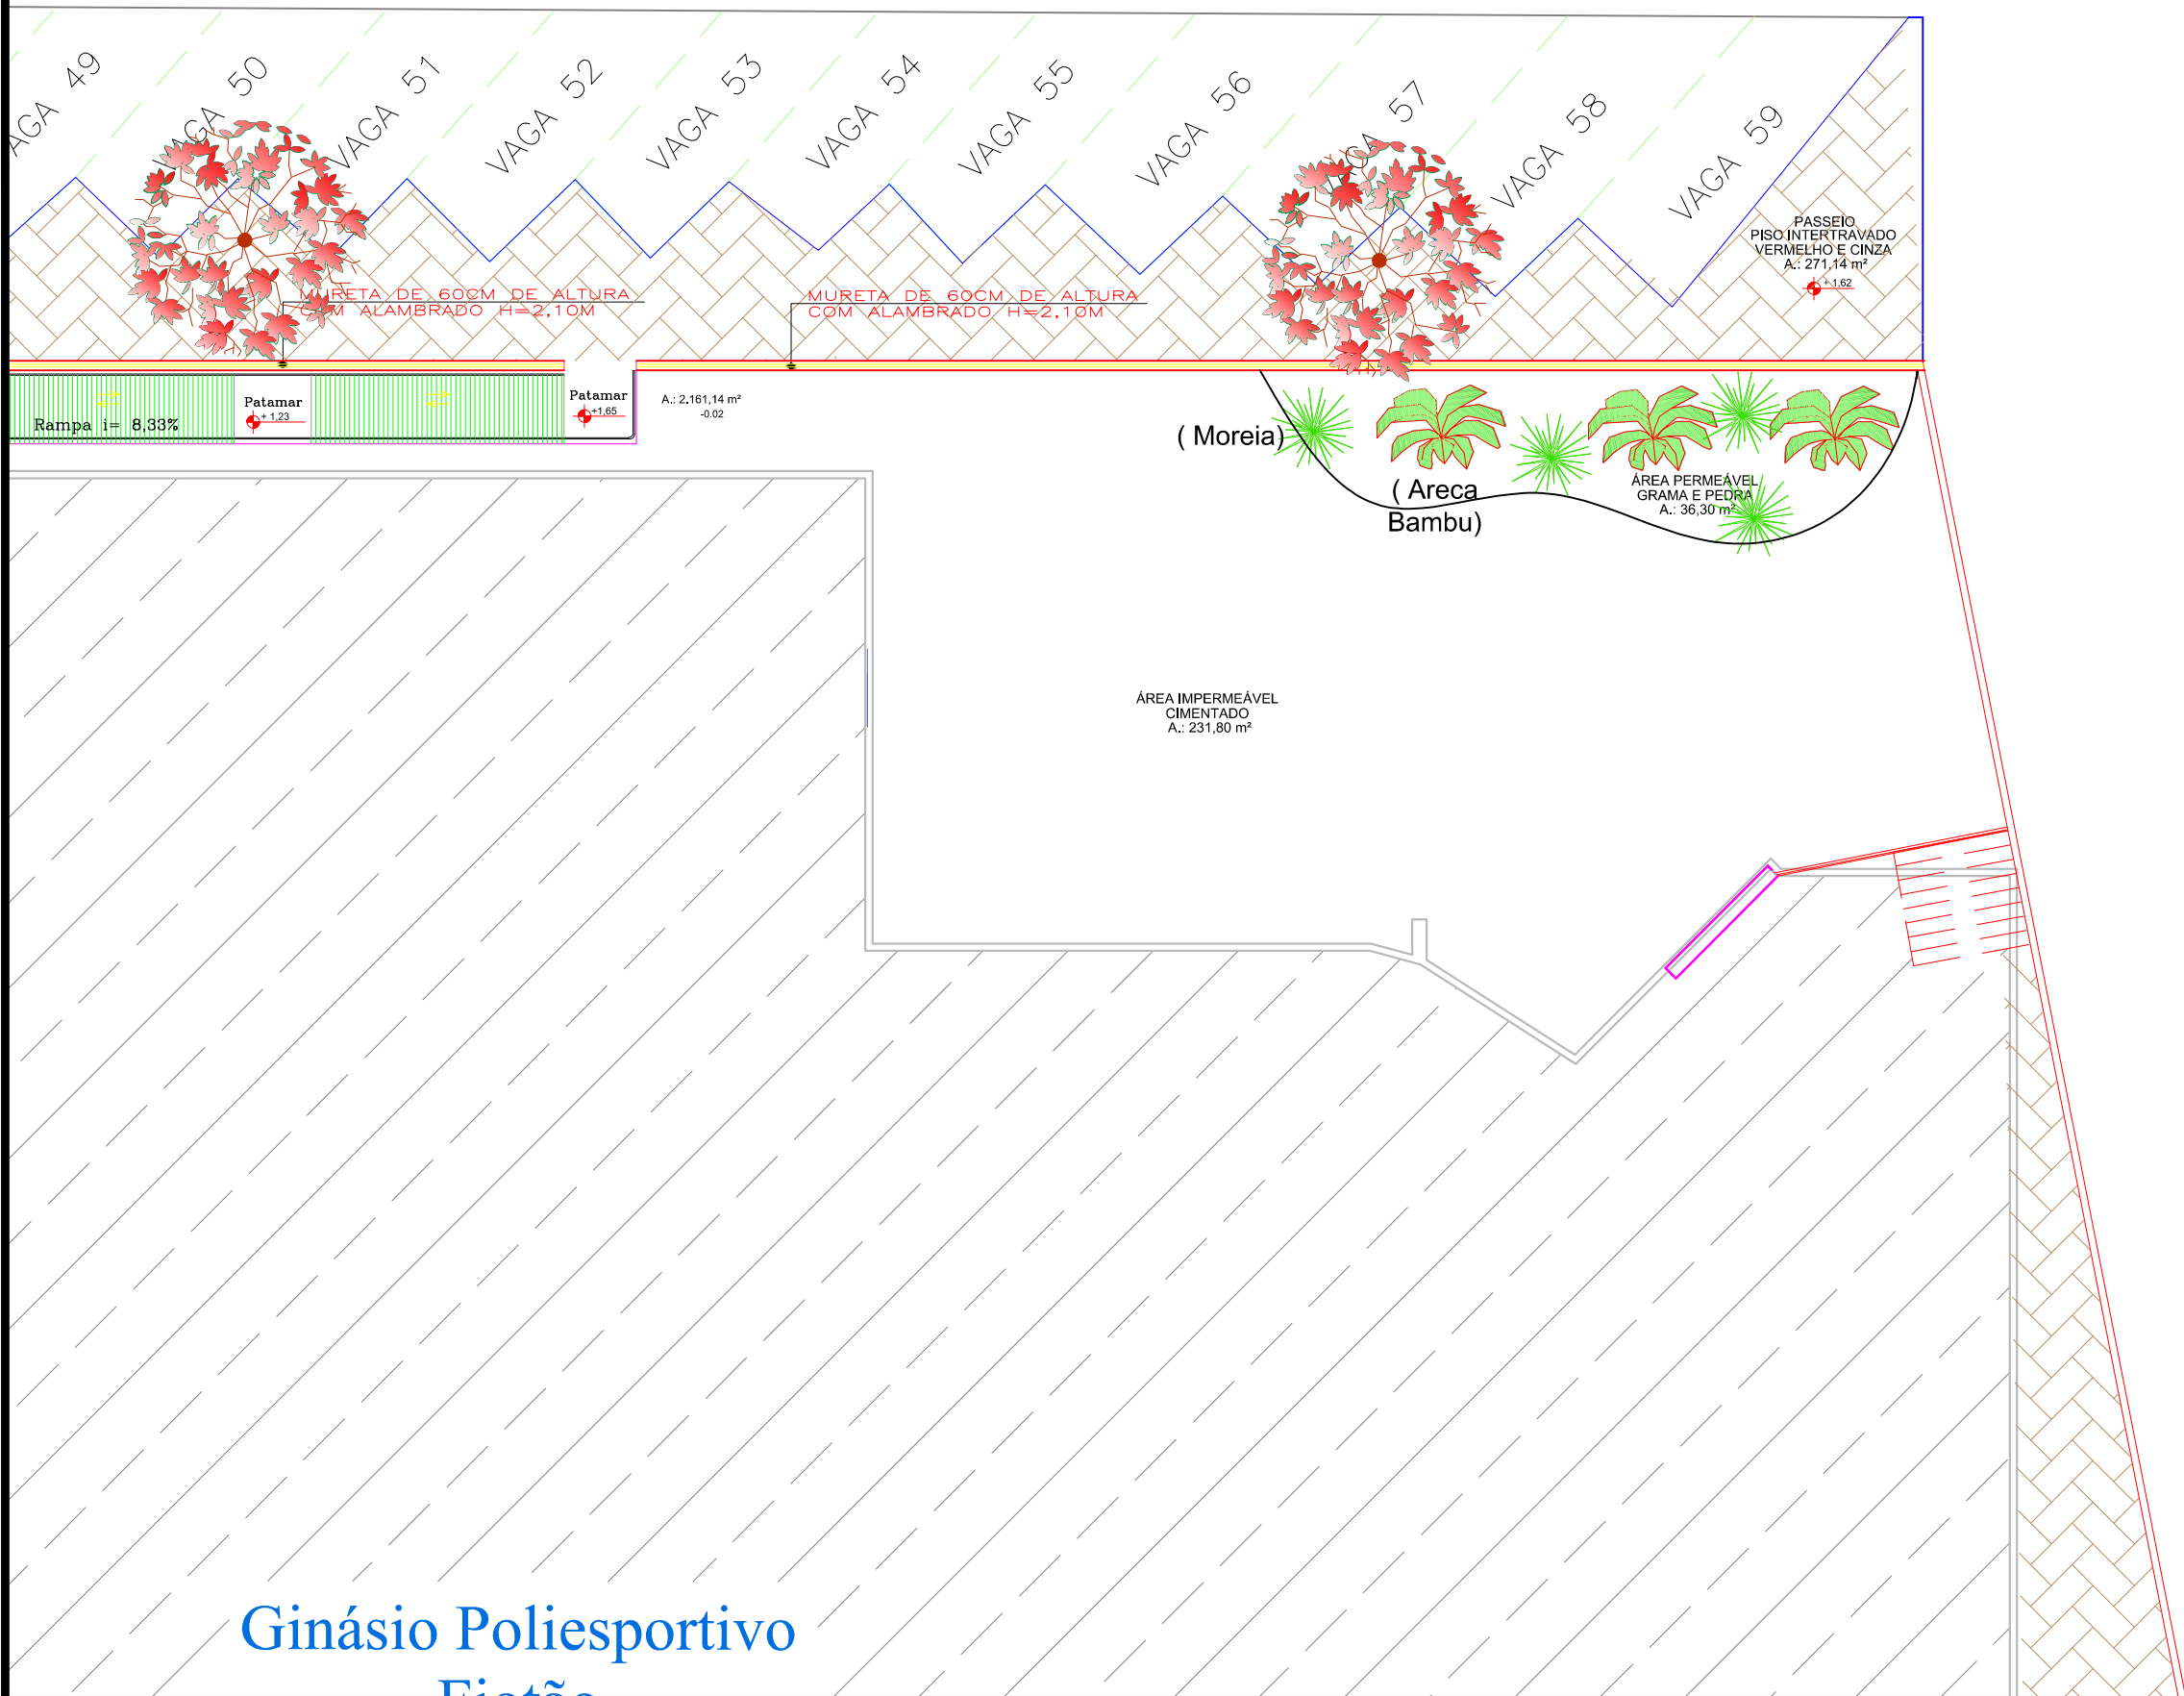 VAGA 49
VAGA 50
VAGA 51
VAGA 52
VAGA 53
VAGA 54
VAGA 55
VAGA 56
57
VAGA 58
VAGA 59
PASSEIO
PISO INTERTRAVADO
VERMELHO E CINZA
A.: 271,14 m²
+ 1,62
MURETA DE 60CM DE ALTURA
COM ALAMBRADO H=2,10M
MURETA DE 60CM DE ALTURA
COM ALAMBRADO H=2,10M
Rampa i= 8,33%
Patamar
+ 1,23
Patamar
+1,65
A.: 2.161,14 m²
-0.02
( Moreia)
( Areca
Bambu)
ÁREA PERMEÁVEL
GRAMA E PEDRA
A.: 36,30 m²
ÁREA IMPERMEÁVEL
CIMENTADO
A.: 231,80 m²
Ginásio Poliesportivo